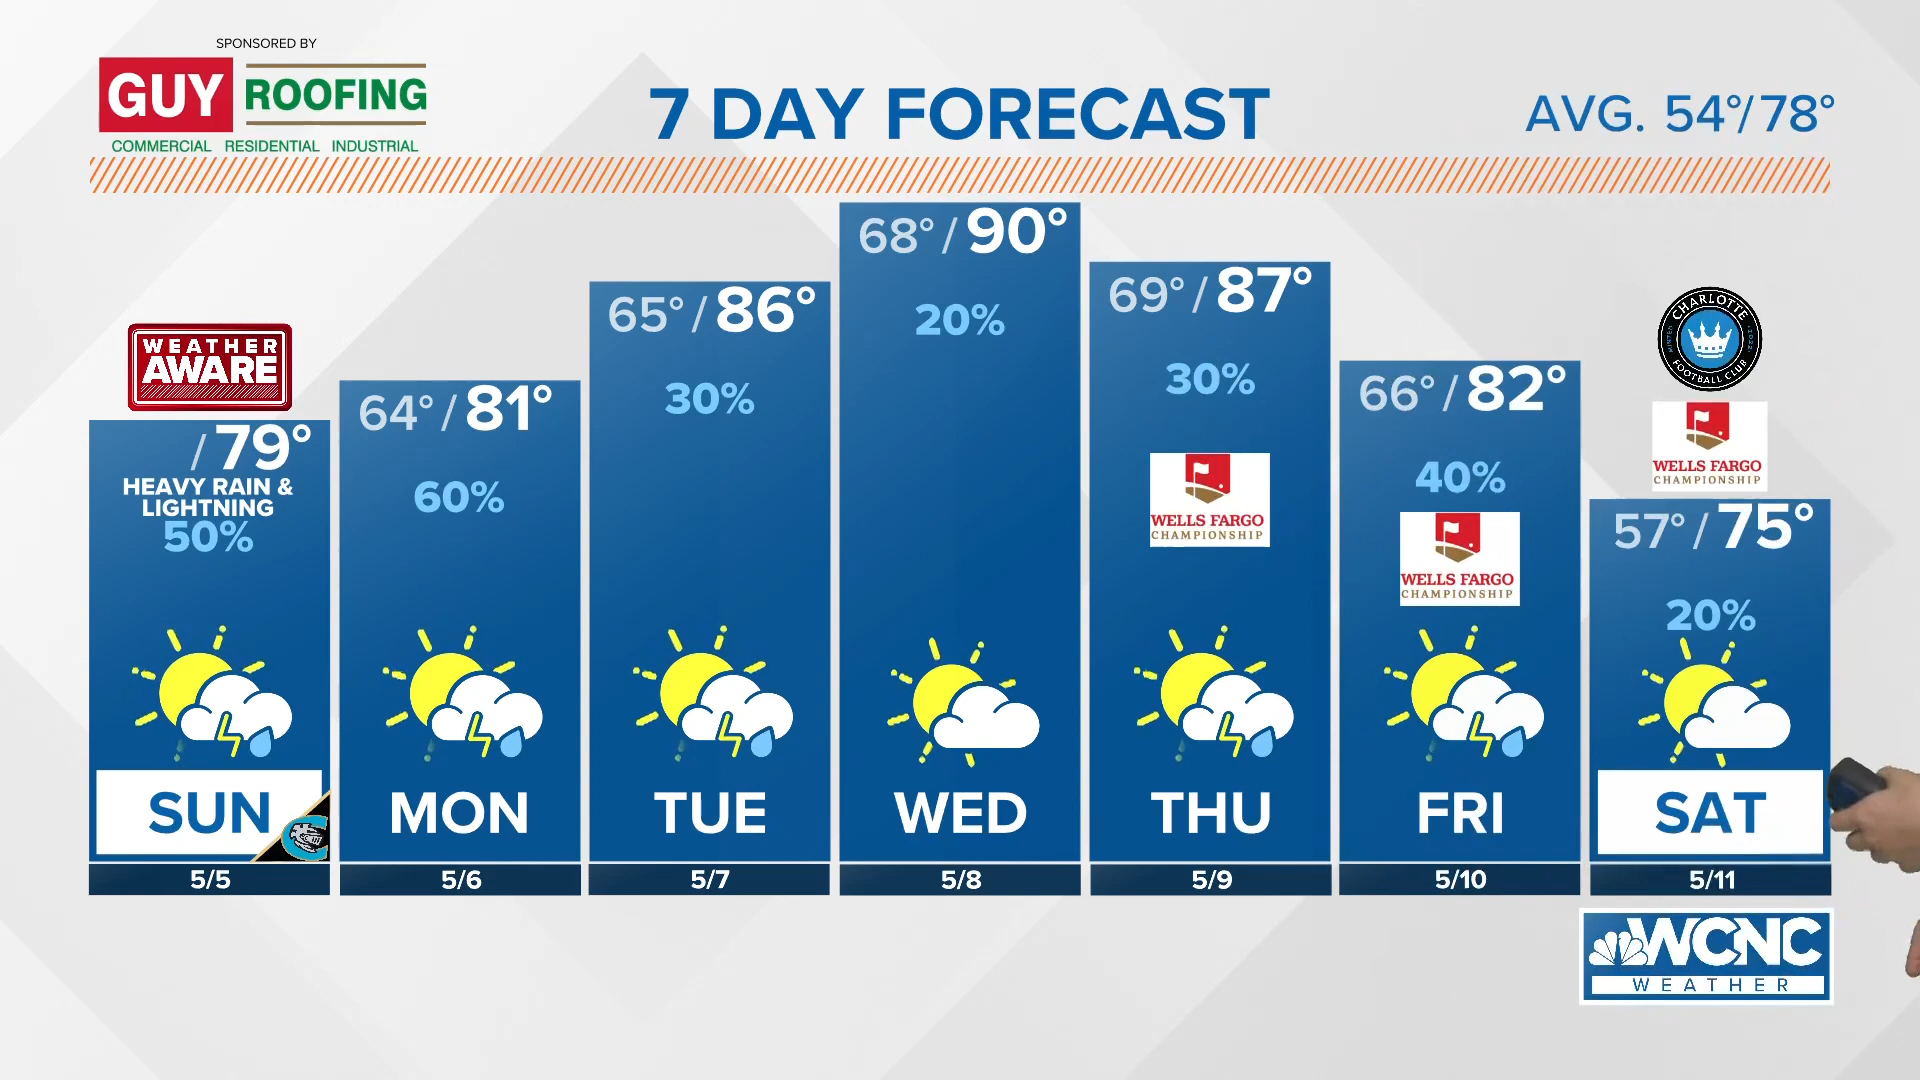 SPONSORED BY
GUY ROOFING
COMMERCIAL RESIDENTIAL INDUSTRIAL
7 DAY FORECAST
AVG. 54°/78°
WEATHER
AWARE
/79°
HEAVY RAIN &
LIGHTNING
50%
SUN
5/5
64°/81°
60%
MON
5/6
65°/86°
30%
TUE
5/7
68°/90°
20%
WED
5/8
69°/87°
30%
WELLS FARGO
CHAMPIONSHIP
THU
5/9
66°/82°
40%
WELLS FARGO
CHAMPIONSHIP
FRI
5/10
CHARLOTTE
FOOTBALL CLUB
WELLS FARGO
CHAMPIONSHIP
57°/75°
20%
SAT
5/11
WCNC
WEATHER